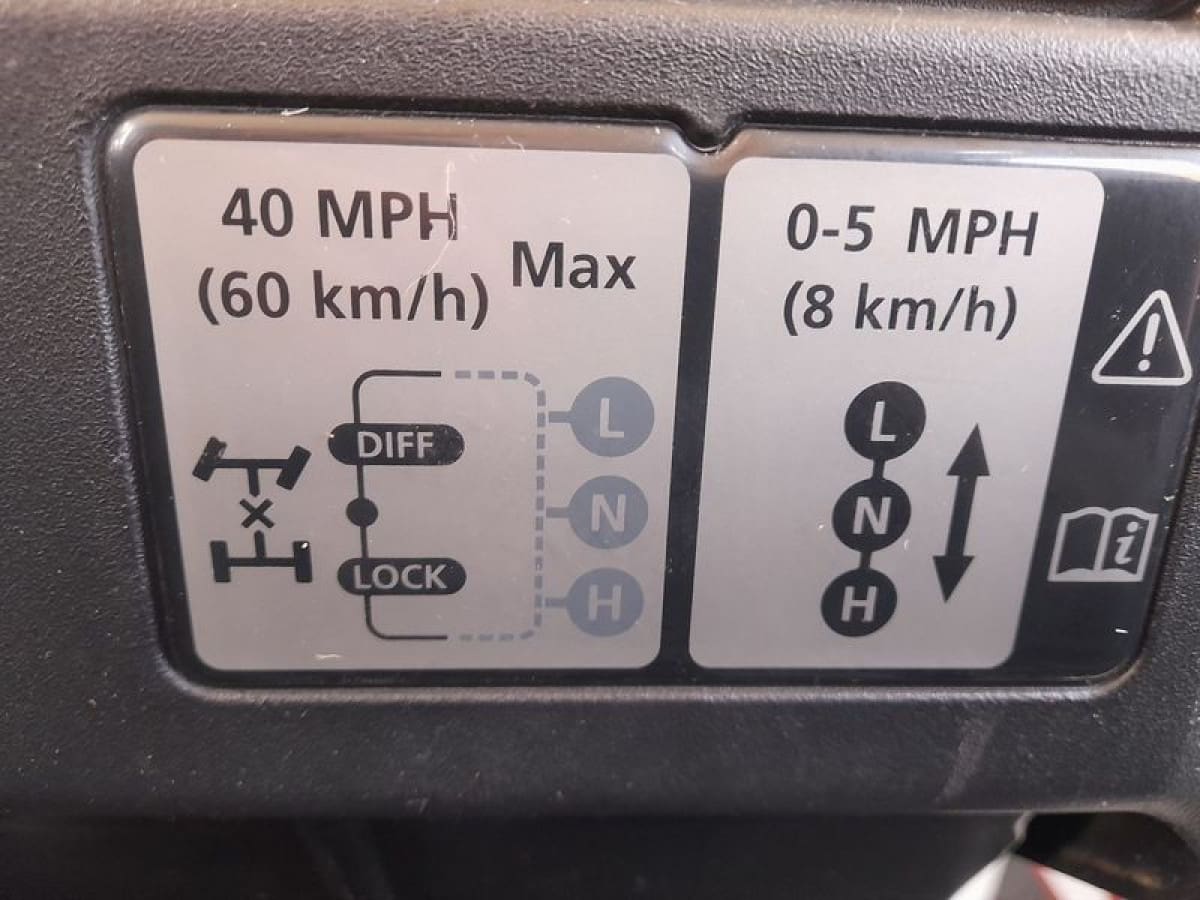 40 MPH
(60 km/h)
Max
DIFF
LOCK
L
N
H
0-5 MPH
(8 km/h)
L
N
H
!
i